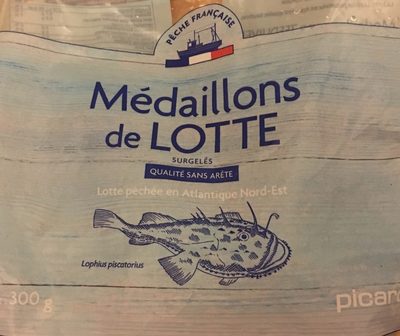 PÊCHE FRANÇAISE
Médaillons
de LOTTE
SURGELÉS
QUALITÉ SANS ARÊTE
Lotte pêchée en Atlantique Nord-Est
Lophius piscatorius
300 g
picard